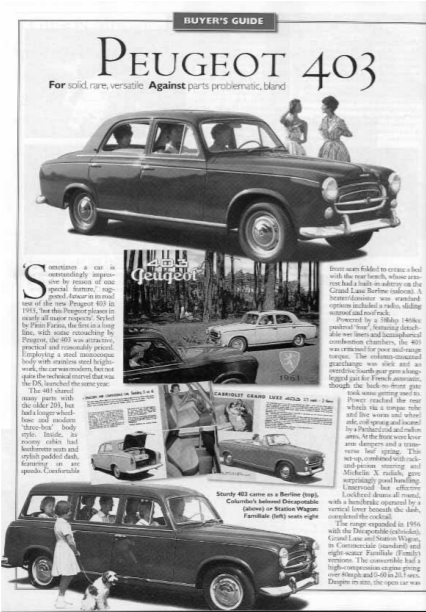 BUYER'S GUIDE
PEUGEOT 403
For solid, rare, versatile Against parts problematic, bland
'Sometimes a car is
outstandingly impres-
sive by reason of one
special feature,' sug-
gested Autocar in its road
test of the new Peugeot 403 in
1955, 'but this Peugeot pleases in
nearly all major respects'. Styled
by Pinin Farina, the first in a long
line, with some retouching by
Peugeot, the 403 was attractive,
practical and reasonably priced.
Employing a steel monocoque
body with stainless steel bright-
work, the car was modern, but not
quite the technical marvel that was
the DS, launched the same year.
The 403 shared
many parts with
the older 203, but
had a longer wheel-
base and modern
'three-box' body
style. Inside, its
roomy cabin had
leatherette seats and
stylish padded dash,
featuring an arc
speedo. Comfortable
403
Peugeot
1961
CABRIOLET GRAND LUXE
Sturdy 403 came as a Berline (top),
Columbo's beloved Décapotable
(above) or Station Wagon:
Familiale (left) seats eight
front seats folded to create a bed
with the rear bench, whose arm-
rest had a built-in ashtray on the
Grand Luxe Berline (saloon). A
heater/demister was standard:
options included a radio, sliding
sunroof and roof rack.
Powered by a 58bhp 1468cc
pushrod 'four', featuring detach-
able wet liners and hemispherical
combustion chambers, the 403
was criticised for poor mid-range
torque. The column-mounted
gearchange was slick and an
overdrive fourth gave a long-
legged gait for French autoroutes,
though the back-to-front gate
took some getting used to.
Power reached the rear
wheels via a torque tube
and live worm and wheel
axle, coil sprung and located
by a Panhard rod and radius
arms. At the front were lever
arm dampers and a trans-
verse leaf spring. This
set-up, combined with rack-
and-pinion steering and
Michelin X radials, gave
surprisingly good handling.
Unservoed but effective
Lockheed drums all round,
with a handbrake operated by a
vertical lever beneath the dash,
completed the cocktail.
The range expanded in 1956
with the Décapotable (cabriolet),
Grand Luxe and Station Wagon,
in Commerciale (standard) and
eight-seater Familiale (Family)
versions. The convertible had a
high-compression engine giving
over 80mph and 0-60 in 20.5 secs.
Despite its size, the open car was